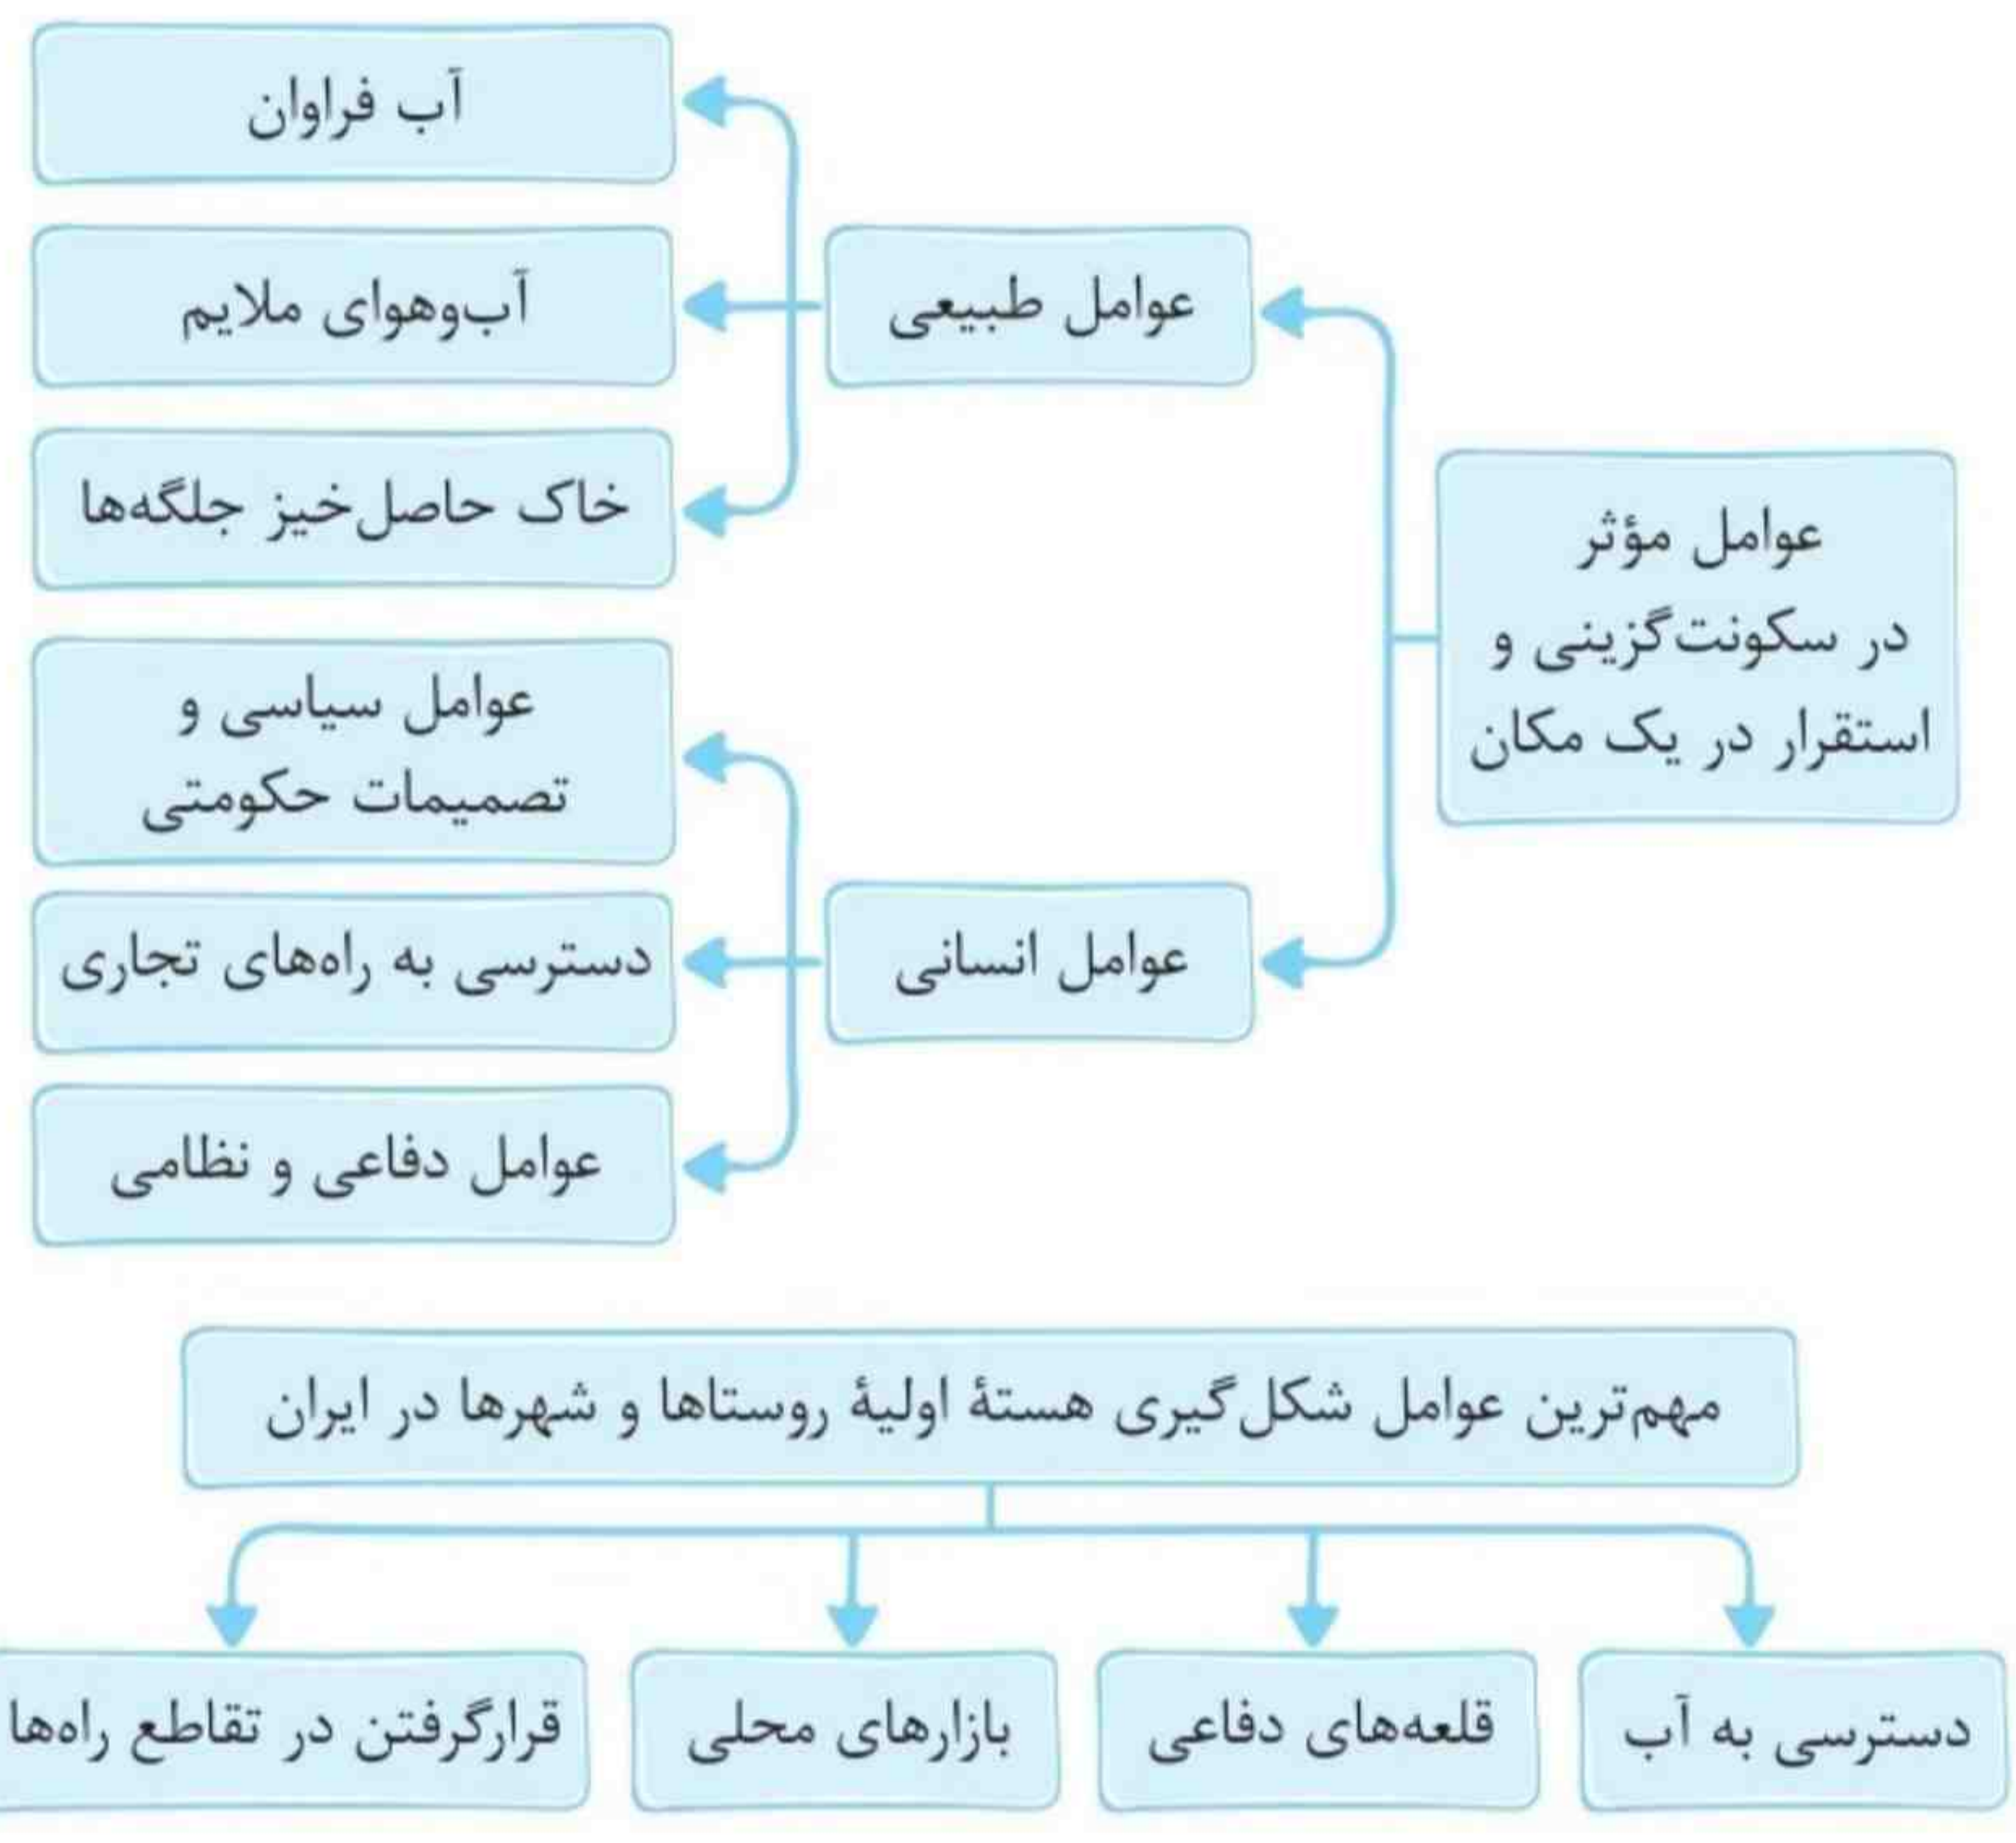 عوامل مؤثر
در سکونت‌گزینی و
استقرار در یک مکان
عوامل طبیعی
آب فراوان
آب‌وهوای ملایم
خاک حاصل‌خیز جلگه‌ها
عوامل انسانی
عوامل سیاسی و
تصمیمات حکومتی
دسترسی به راه‌های تجاری
عوامل دفاعی و نظامی
مهم‌ترین عوامل شکل‌گیری هستهٔ اولیهٔ روستاها و شهرها در ایران
دسترسی به آب
قلعه‌های دفاعی
بازارهای محلی
قرارگرفتن در تقاطع راه‌ها